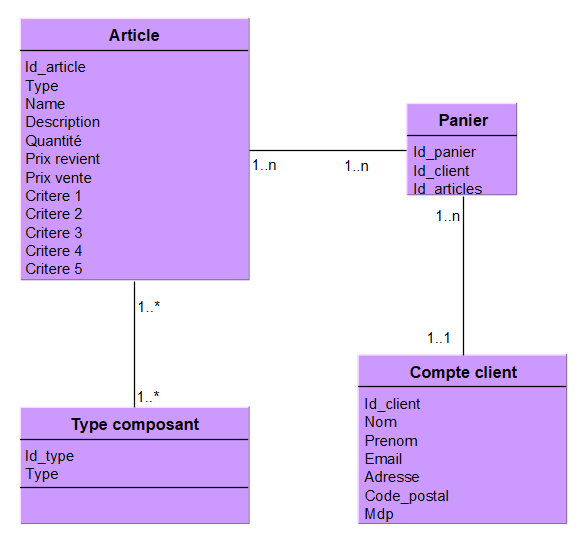 Article
Id_article
Type
Name
Description
Quantité
Prix revient
Prix vente
Critere 1
Critere 2
Critere 3
Critere 4
Critere 5
1..n
1..n
Panier
Id_panier
Id_client
Id_articles
1..n
1..1
1..*
1..*
Type composant
Id_type
Type
Compte client
Id_client
Nom
Prenom
Email
Adresse
Code_postal
Mdp